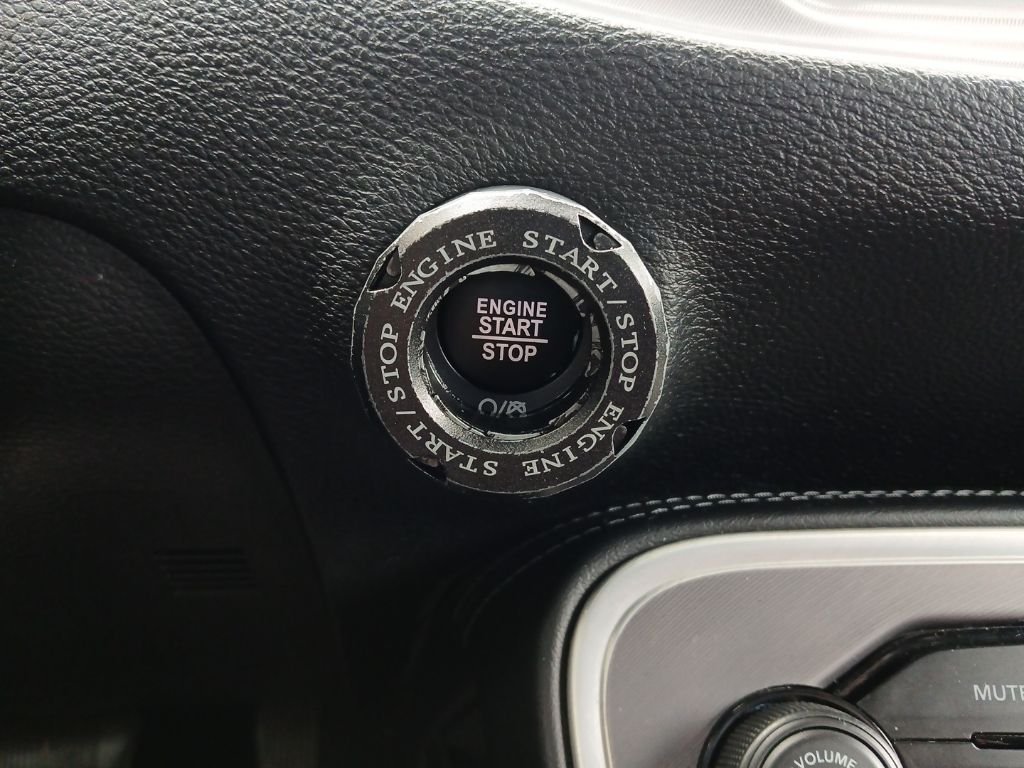 ENGINE START/STOP
ENGINE START/STOP
ENGINE
START
STOP
MUTE
VOLUME